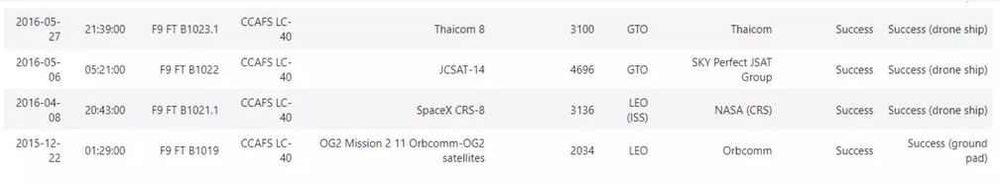 2016-05-27 21:39:00 F9 FT B1023.1 CCAFS LC-40 Thaicom 8 3100 GTO Thaicom Success Success (drone ship)
2016-05-06 05:21:00 F9 FT B1022 CCAFS LC-40 JCSAT-14 4696 GTO SKY Perfect JSAT Group Success Success (drone ship)
2016-04-08 20:43:00 F9 FT B1021.1 CCAFS LC-40 SpaceX CRS-8 3136 LEO (ISS) NASA (CRS) Success Success (drone ship)
2015-12-22 01:29:00 F9 FT B1019 CCAFS LC-40 OG2 Mission 2 11 Orbcomm-OG2 satellites 2034 LEO Orbcomm Success Success (ground pad)